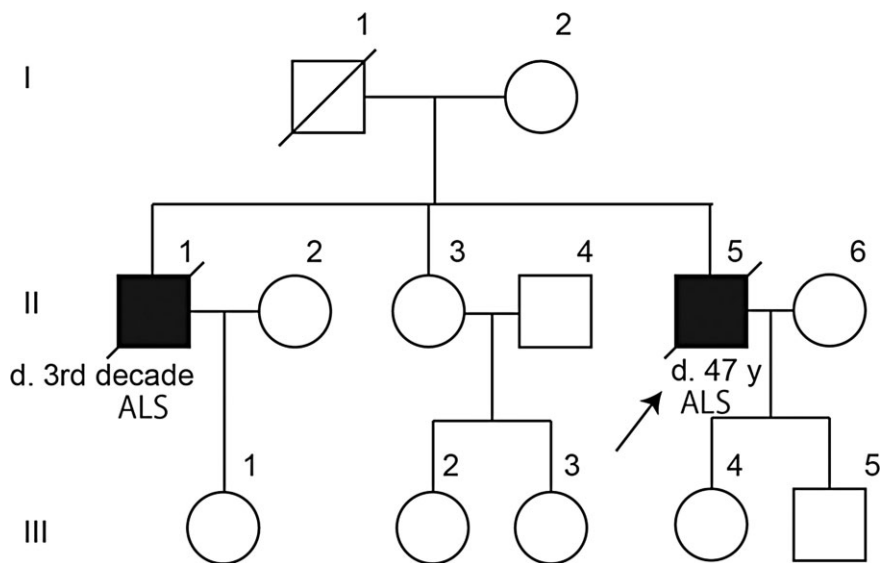 1 2
I
1 2 3 4 5 6
II
d. 3rd decade
ALS
d. 47 y
ALS
1 2 3 4 5
III